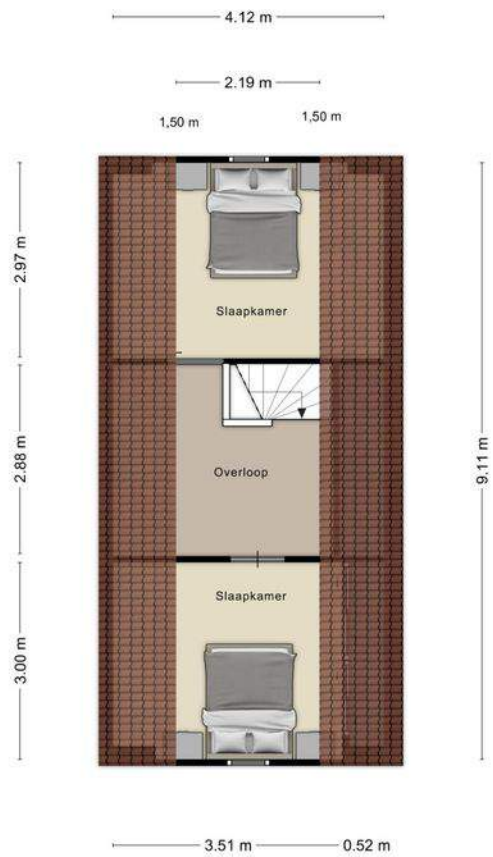 4.12 m
2.19 m
1,50 m
1,50 m
2.97 m
Slaapkamer
2.88 m
Overloop
9.11 m
Slaapkamer
3.00 m
3.51 m
0.52 m